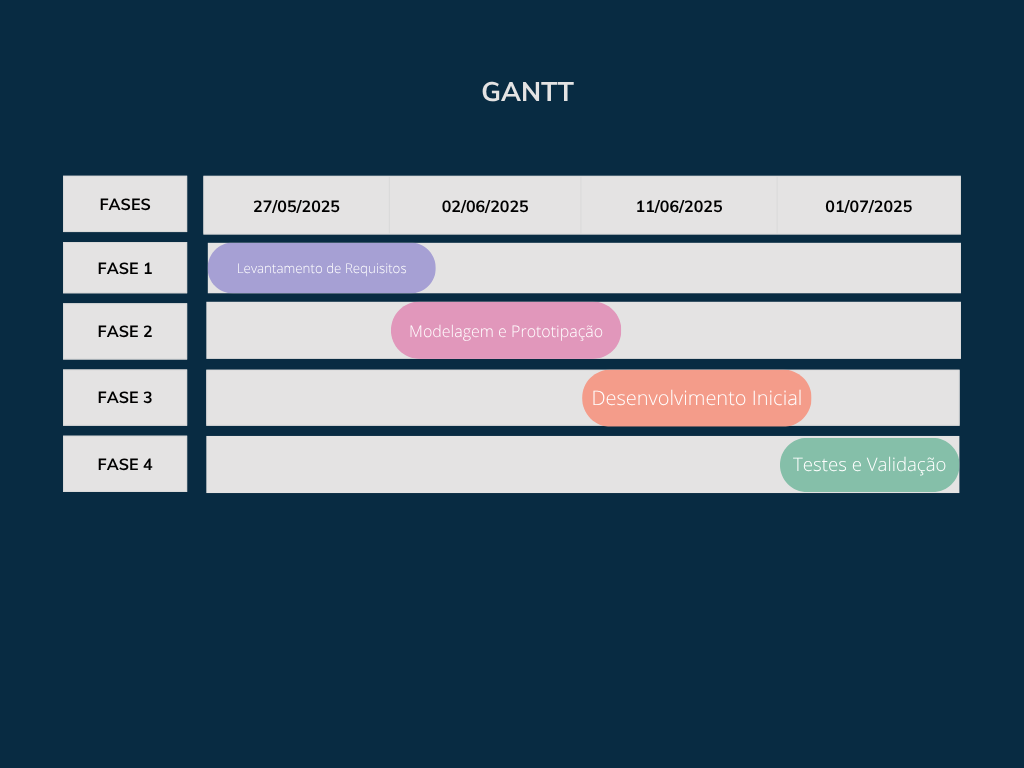 GANTT
FASES
27/05/2025
02/06/2025
11/06/2025
01/07/2025
FASE 1
Levantamento de Requisitos
FASE 2
Modelagem e Prototipação
FASE 3
Desenvolvimento Inicial
FASE 4
Testes e Validação